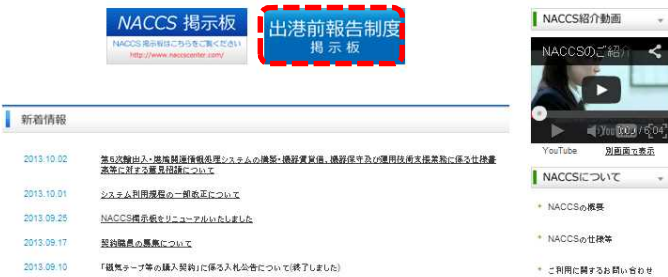 NACCS 掲示板
NACCS 掲示板はこちらをご覧ください
http://www.naccscenter.com/
出港前報告制度
掲示板
新着情報
2013.10.02 第6次輸出入・港湾関連情報処理システムの構築・機器賃貸借、機器保守及び運用技術支援業務に係る仕様書
案等に対する意見招請について
2013.10.01 システム利用規程の一部改正について
2013.09.25 NACCS掲示板をリニューアルいたしました
2013.09.17 契約職員の募集について
2013.09.10 「磁気テープ等の購入契約」に係る入札公告について(終了しました)
NACCS紹介動画
NACCSのご紹介
0:00 / 6:04
YouTube 別画面で表示
NACCSについて
NACCSの概要
NACCSの仕様等
ご利用に関するお問い合わせ